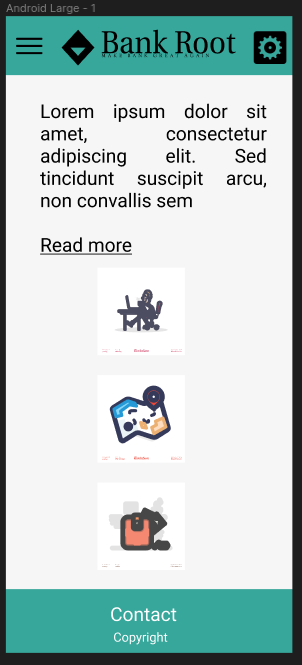 Android Large - 1
Bank Root
MAKE BANK GREAT AGAIN
Lorem ipsum dolor sit
amet, consectetur
adipiscing elit. Sed
tincidunt suscipit arcu,
non convallis sem
Read more
Contact
Copyright